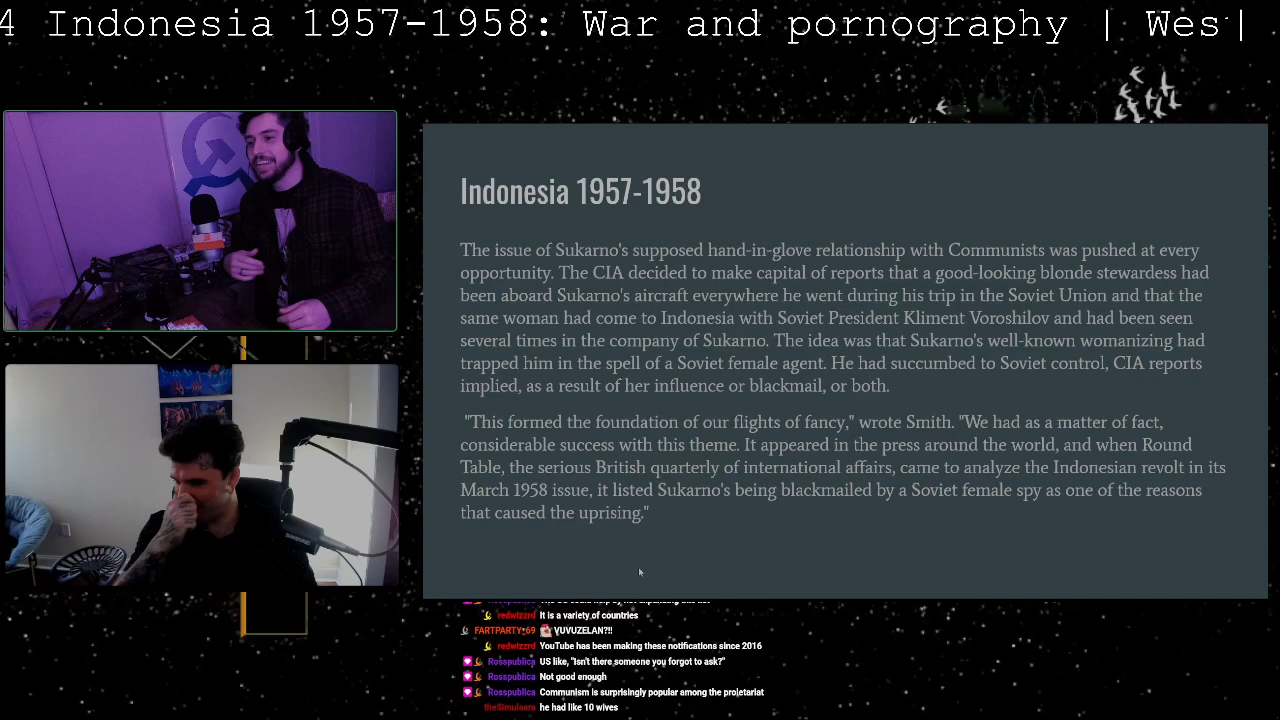 4 Indonesia 1957-1958: War and pornography | Wes |
Indonesia 1957-1958
The issue of Sukarno's supposed hand-in-glove relationship with Communists was pushed at every
opportunity. The CIA decided to make capital of reports that a good-looking blonde stewardess had
been aboard Sukarno's aircraft everywhere he went during his trip in the Soviet Union and that the
same woman had come to Indonesia with Soviet President Kliment Voroshilov and had been seen
several times in the company of Sukarno. The idea was that Sukarno's well-known womanizing had
trapped him in the spell of a Soviet female agent. He had succumbed to Soviet control, CIA reports
implied, as a result of her influence or blackmail, or both.
"This formed the foundation of our flights of fancy," wrote Smith. "We had as a matter of fact,
considerable success with this theme. It appeared in the press around the world, and when Round
Table, the serious British quarterly of international affairs, came to analyze the Indonesian revolt in its
March 1958 issue, it listed Sukarno's being blackmailed by a Soviet female spy as one of the reasons
that caused the uprising."
redwizzrd It is a variety of countries
FARTPARTY_69 VUVUZELAN?!!
redwizzrd YouTube has been making these notifications since 2016
Rosspublica US like, "Isn't there someone you forgot to ask?"
Rosspublica Not good enough
Rosspublica Communism is surprisingly popular among the proletariat
he had like 10 wives
SHURE